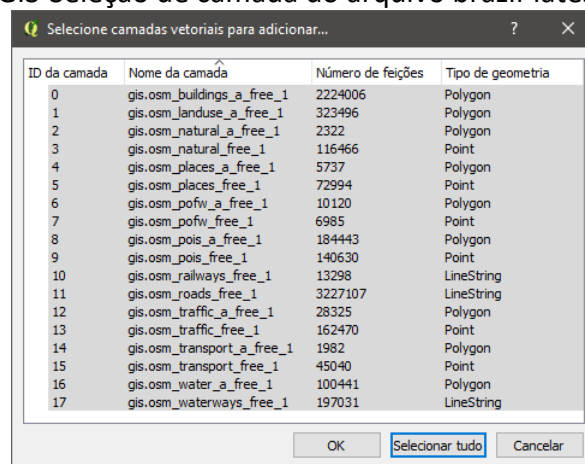 Selecione camadas vetoriais para adicionar... ? ×
ID da camada Nome da camada Número de feições Tipo de geometria
0 gis.osm_buildings_a_free_1 2224006 Polygon
1 gis.osm_landuse_a_free_1 323496 Polygon
2 gis.osm_natural_a_free_1 2322 Polygon
3 gis.osm_natural_free_1 116466 Point
4 gis.osm_places_a_free_1 5737 Polygon
5 gis.osm_places_free_1 72994 Point
6 gis.osm_pofw_a_free_1 10120 Polygon
7 gis.osm_pofw_free_1 6985 Point
8 gis.osm_pois_a_free_1 184443 Polygon
9 gis.osm_pois_free_1 140630 Point
10 gis.osm_railways_free_1 13298 LineString
11 gis.osm_roads_free_1 3227107 LineString
12 gis.osm_traffic_a_free_1 28325 Polygon
13 gis.osm_traffic_free_1 162470 Point
14 gis.osm_transport_a_free_1 1982 Polygon
15 gis.osm_transport_free_1 45040 Point
16 gis.osm_water_a_free_1 100441 Polygon
17 gis.osm_waterways_free_1 197031 LineString
OK Selecionar tudo Cancelar